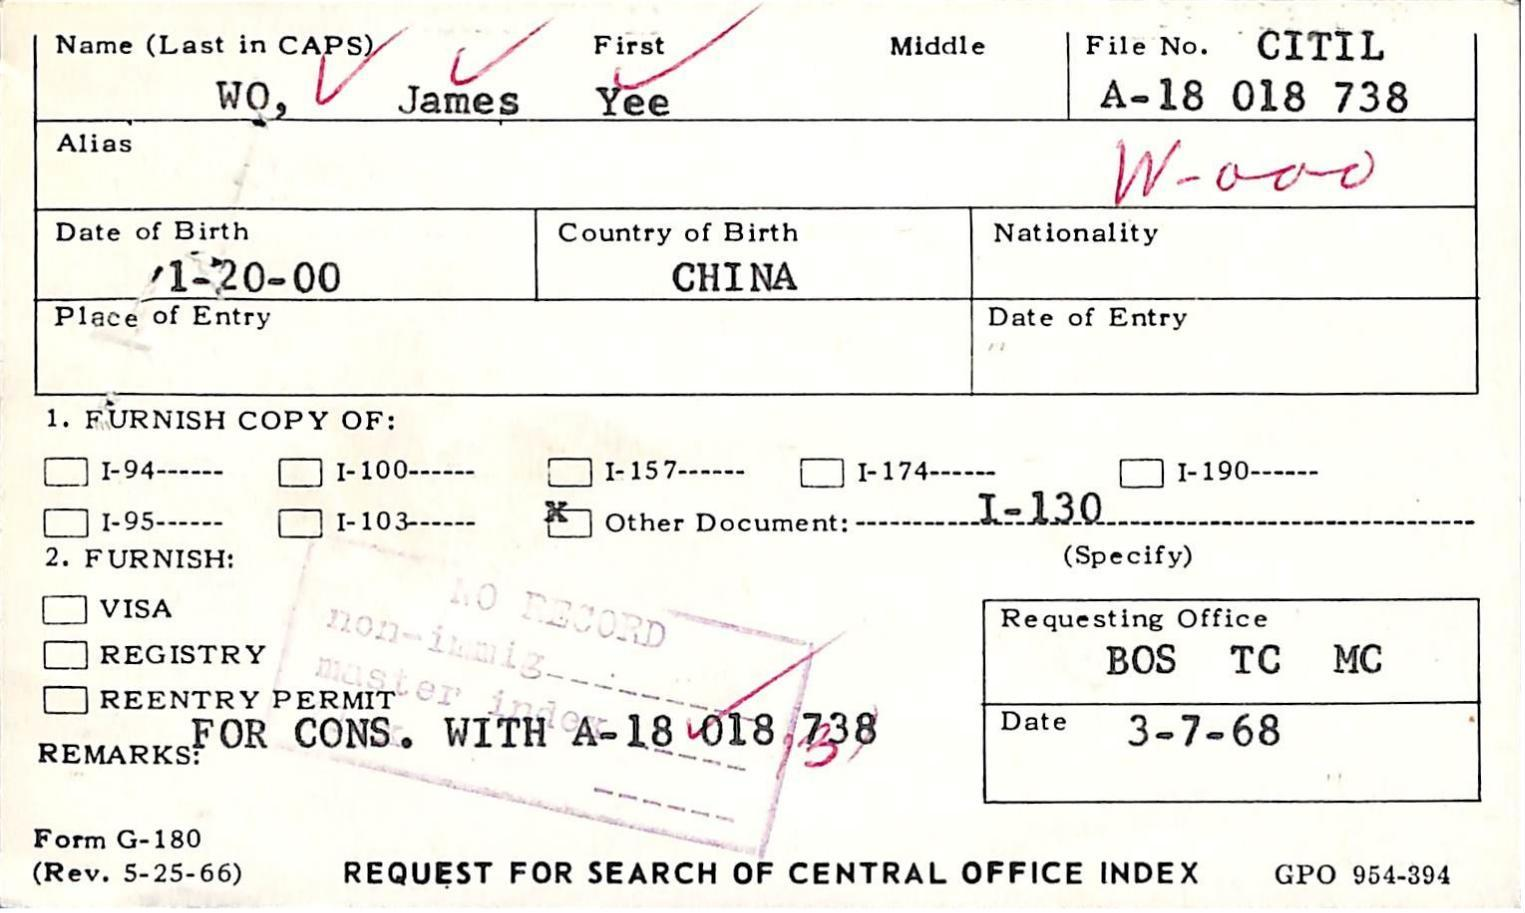 Name (Last in CAPS) First Middle File No. CITIL
WO, James Yee A-18 018 738
Alias W-000
Date of Birth Country of Birth Nationality
1-20-00 CHINA
Place of Entry Date of Entry
1. FURNISH COPY OF:
I-94------ I-100------ I-157------ I-174------ I-190------
I-95------ I-103------ X Other Document: I-130
(Specify)
2. FURNISH:
VISA
REGISTRY
REENTRY PERMIT
NO RECORD
non-immig
master index
REMARKS: FOR CONS. WITH A-18 018 738
Requesting Office
BOS TC MC
Date 3-7-68
Form G-180
(Rev. 5-25-66) REQUEST FOR SEARCH OF CENTRAL OFFICE INDEX GPO 954-394